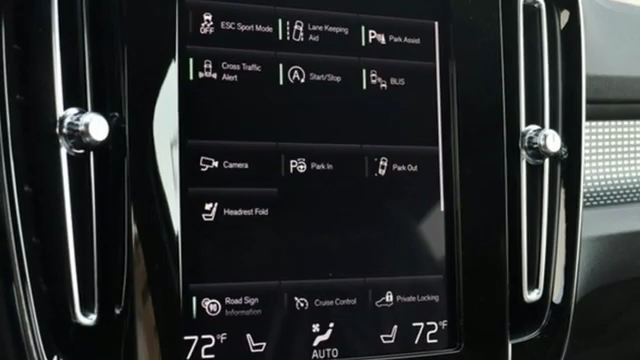 OFF ESC Sport Mode
Lane Keeping
Aid
P Park Assist
Cross Traffic
Alert
A Start/Stop
BLIS
Camera
P Park In
Park Out
Headrest Fold
Road Sign
Information
Cruise Control
Private Locking
72°F
AUTO
72°F